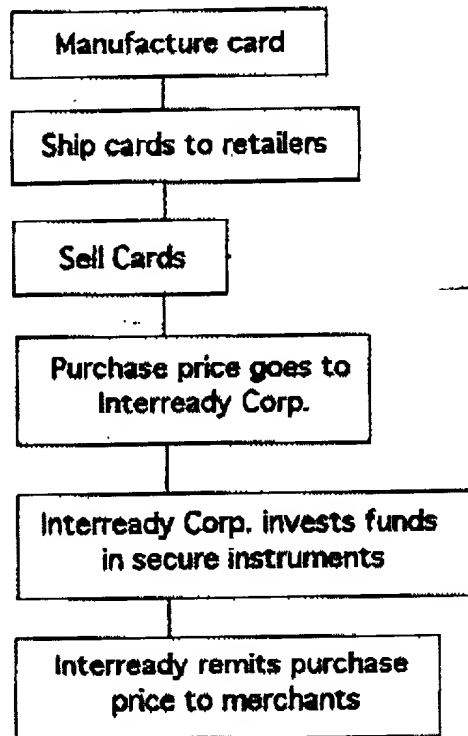 Manufacture card
Ship cards to retailers
Sell Cards
Purchase price goes to
Interready Corp.
Interready Corp. invests funds
in secure instruments
Interready remits purchase
price to merchants